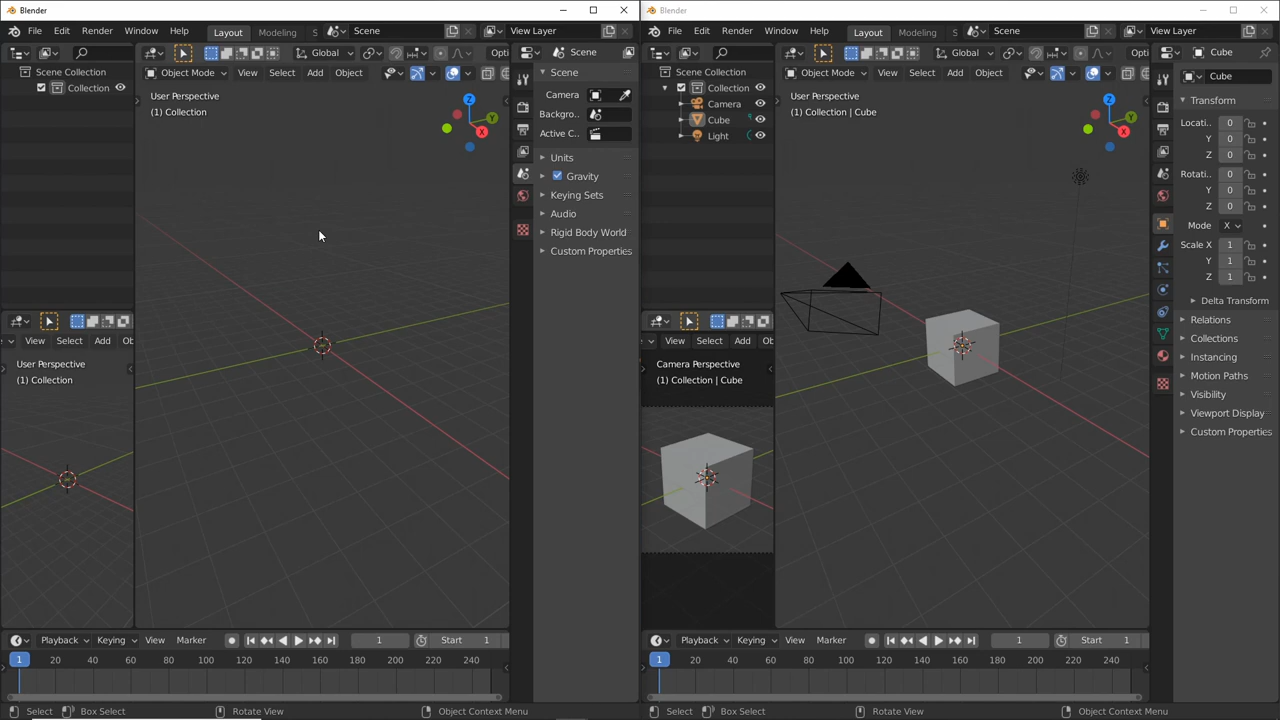 Blender
File Edit Render Window Help Layout Modeling S Scene View Layer
Global Opti
Object Mode View Select Add Object
Scene
Scene Collection
Collection
User Perspective
(1) Collection
Z
Y
X
Scene
Camera
Backgro..
Active C..
Units
Gravity
Keying Sets
Audio
Rigid Body World
Custom Properties
View Select Add Ob
User Perspective
(1) Collection
Playback Keying View Marker 1 Start 1
1 20 40 60 80 100 120 140 160 180 200 220 240
Select Box Select Rotate View Object Context Menu
Blender
File Edit Render Window Help Layout Modeling S Scene View Layer
Global Opti
Object Mode View Select Add Object
Cube
Scene Collection
Collection
Camera
Cube
Light
User Perspective
(1) Collection | Cube
Z
Y
X
Cube
Transform
Locati.. 0
Y 0
Z 0
Rotati.. 0
Y 0
Z 0
Mode X
Scale X 1
Y 1
Z 1
Delta Transform
Relations
Collections
Instancing
Motion Paths
Visibility
Viewport Display
Custom Properties
View Select Add Ob
Camera Perspective
(1) Collection | Cube
Playback Keying View Marker 1 Start 1
1 20 40 60 80 100 120 140 160 180 200 220 240
Select Box Select Rotate View Object Context Menu